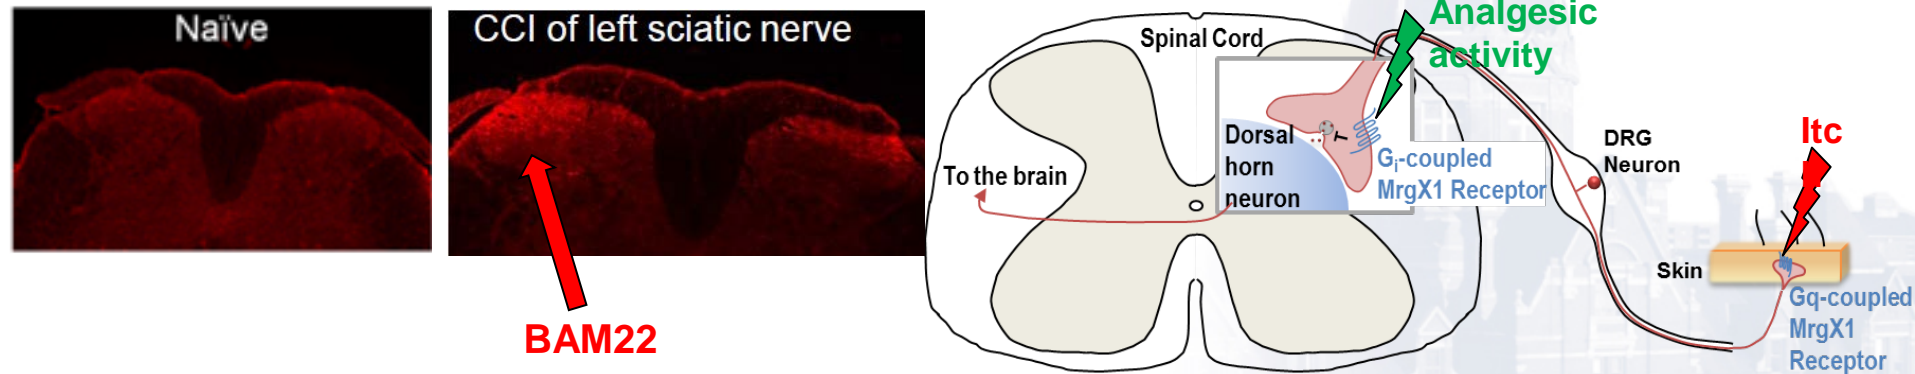 Naïve
CCI of left sciatic nerve
BAM22
Spinal Cord
To the brain
Dorsal
horn
neuron
Gi-coupled
MrgX1 Receptor
Analgesic
activity
DRG
Neuron
Itc
Skin
Gq-coupled
MrgX1
Receptor